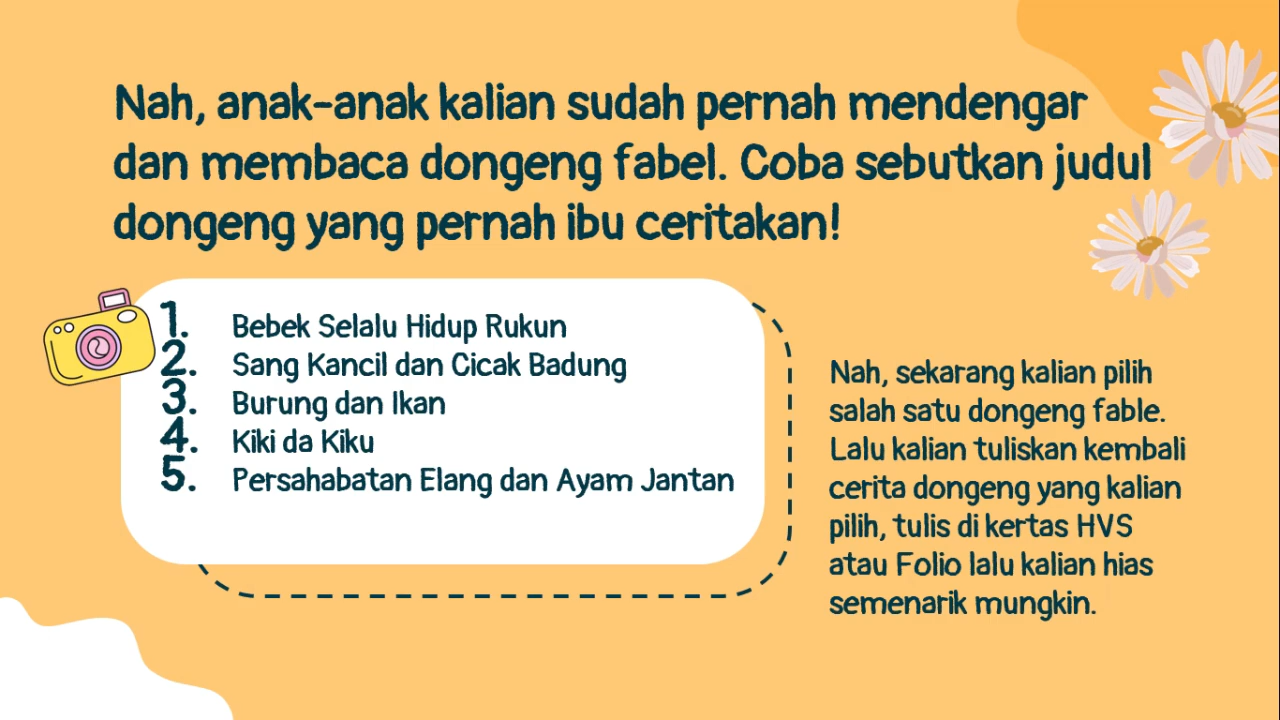 Nah, anak-anak kalian sudah pernah mendengar
dan membaca dongeng fabel. Coba sebutkan judul
dongeng yang pernah ibu ceritakan!
1. Bebek Selalu Hidup Rukun
2. Sang Kancil dan Cicak Badung
3. Burung dan Ikan
4. Kiki da Kiku
5. Persahabatan Elang dan Ayam Jantan
Nah, sekarang kalian pilih
salah satu dongeng fable.
Lalu kalian tuliskan kembali
cerita dongeng yang kalian
pilih, tulis di kertas HVS
atau Folio lalu kalian hias
semenarik mungkin.